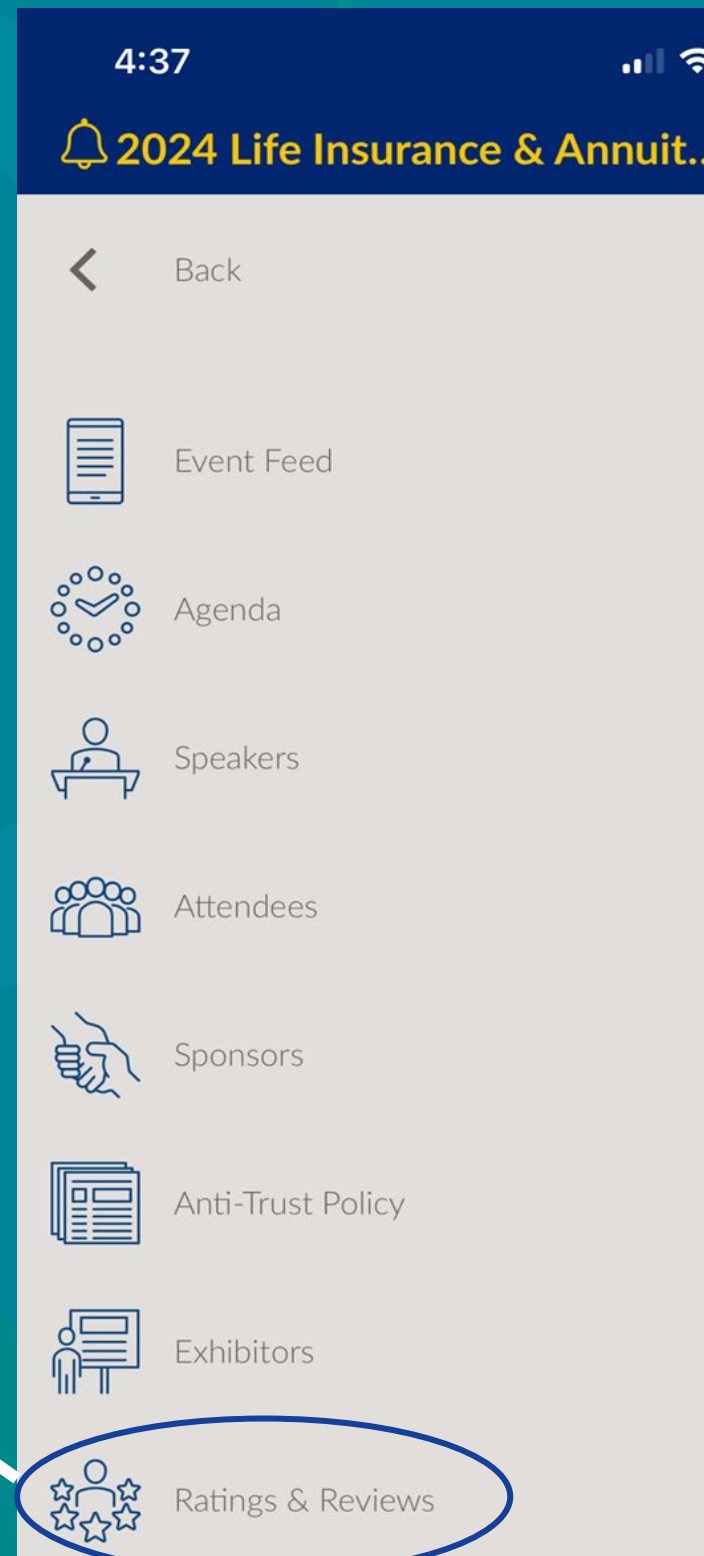 4:37
2024 Life Insurance & Annuit..
Back
Event Feed
Agenda
Speakers
Attendees
Sponsors
Anti-Trust Policy
Exhibitors
Ratings & Reviews